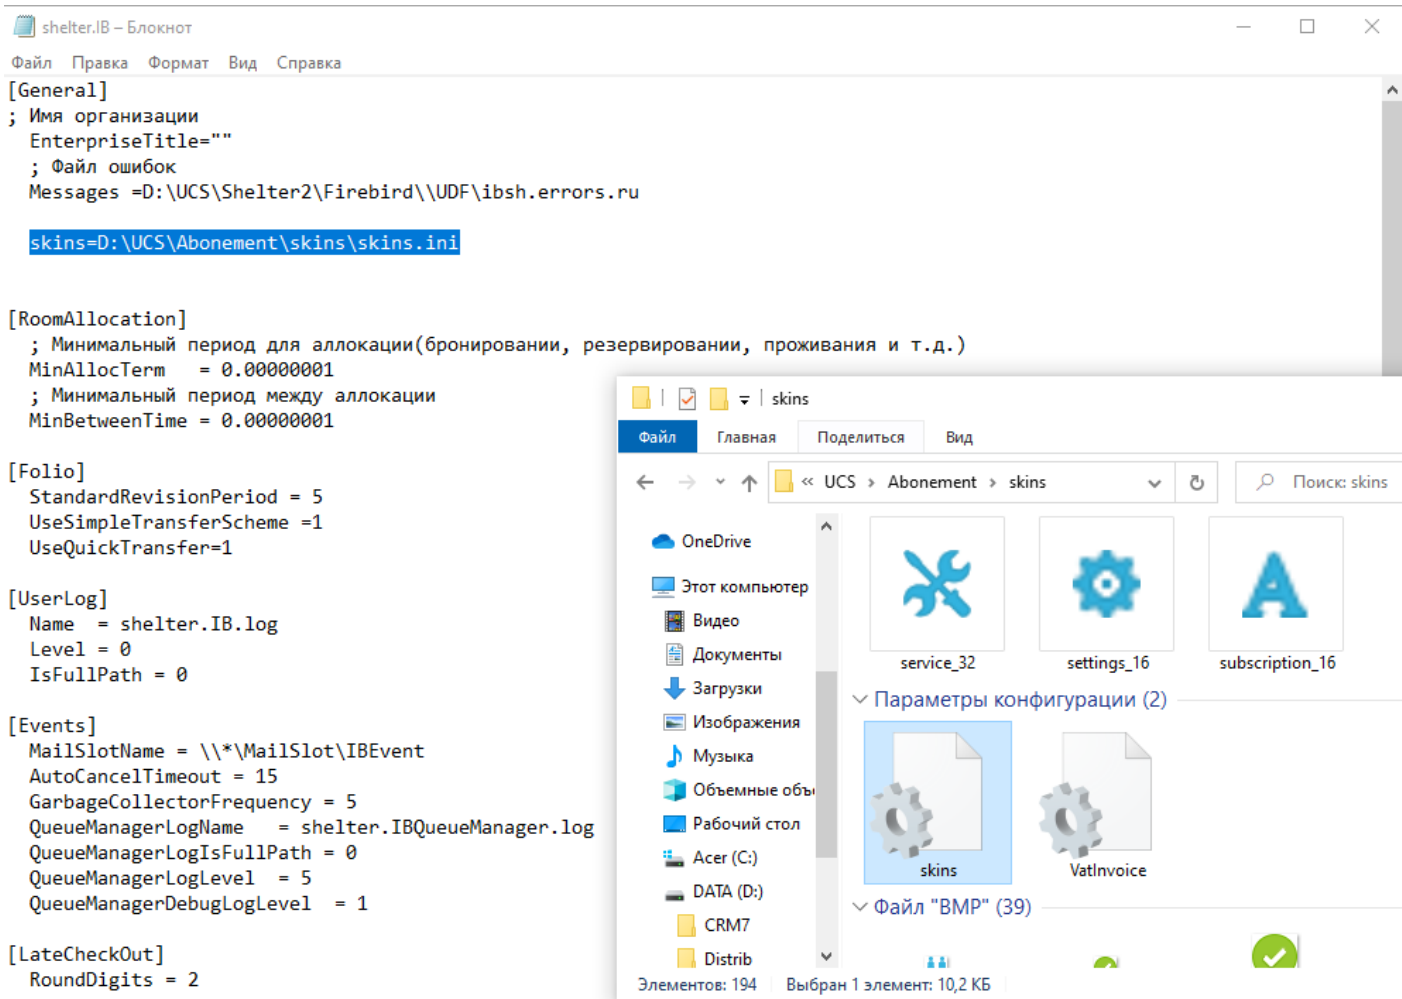 shelter.IB – Блокнот
Файл Правка Формат Вид Справка
[General]
; Имя организации
EnterpriseTitle=""
; Файл ошибок
Messages =D:\UCS\Shelter2\Firebird\\UDF\ibsh.errors.ru
skins=D:\UCS\Abonement\skins\skins.ini
[RoomAllocation]
; Минимальный период для аллокации(бронировании, резервировании, проживания и т.д.)
MinAllocTerm   = 0.00000001
; Минимальный период между аллокации
MinBetweenTime = 0.00000001
[Folio]
StandardRevisionPeriod = 5
UseSimpleTransferScheme =1
UseQuickTransfer=1
[UserLog]
Name  = shelter.IB.log
Level = 0
IsFullPath = 0
[Events]
MailSlotName = \\*\MailSlot\IBEvent
AutoCancelTimeout = 15
GarbageCollectorFrequency = 5
QueueManagerLogName   = shelter.IBQueueManager.log
QueueManagerLogIsFullPath = 0
QueueManagerLogLevel  = 5
QueueManagerDebugLogLevel  = 1
[LateCheckOut]
RoundDigits = 2
skins
Файл Главная Поделиться Вид
« UCS > Abonement > skins
Поиск: skins
OneDrive
Этот компьютер
Видео
Документы
Загрузки
Изображения
Музыка
Объемные объ
Рабочий стол
Acer (C:)
DATA (D:)
CRM7
Distrib
service_32 settings_16 subscription_16
Параметры конфигурации (2)
skins VatInvoice
Файл "BMP" (39)
Элементов: 194 Выбран 1 элемент: 10,2 КБ